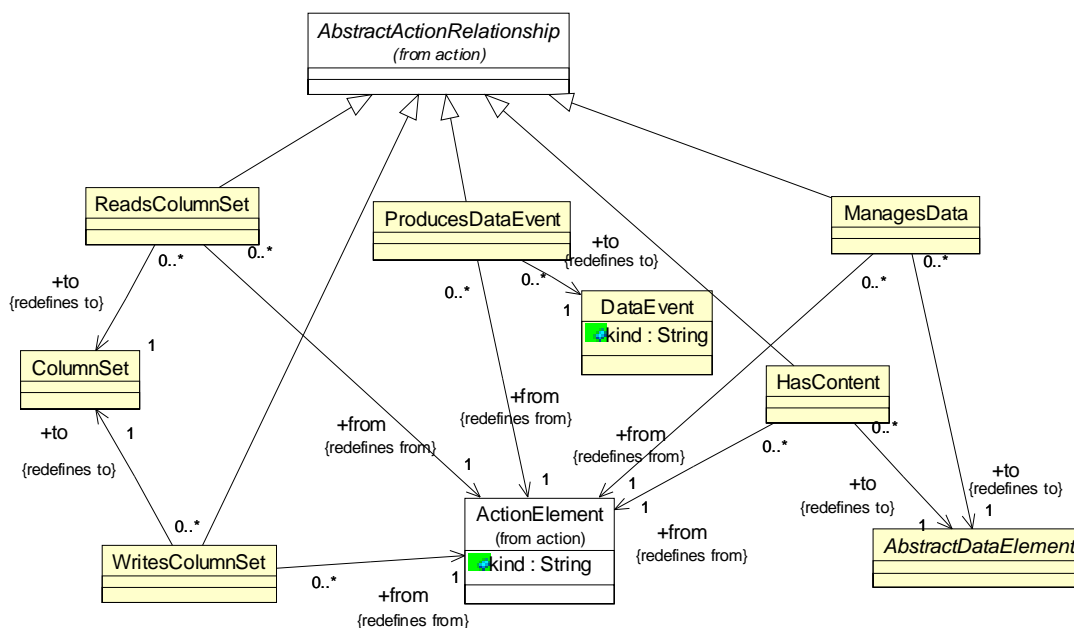 AbstractActionRelationship
(from action)
ReadsColumnSet
ProducesDataEvent
ManagesData
0..*
0..*
+to
{redefines to}
0..*
0..*
+to
{redefines to}
0..*
0..*
1
DataEvent
kind : String
1
ColumnSet
HasContent
+to
1
{redefines to}
+from
{redefines from}
+from
{redefines from}
+from
{redefines from}
0..*
0..*
1
1
1
+to
{redefines to}
+to
{redefines to}
1
1
1
ActionElement
(from action)
kind : String
+from
{redefines from}
0..*
WritesColumnSet
0..*
1
+from
{redefines from}
AbstractDataElement